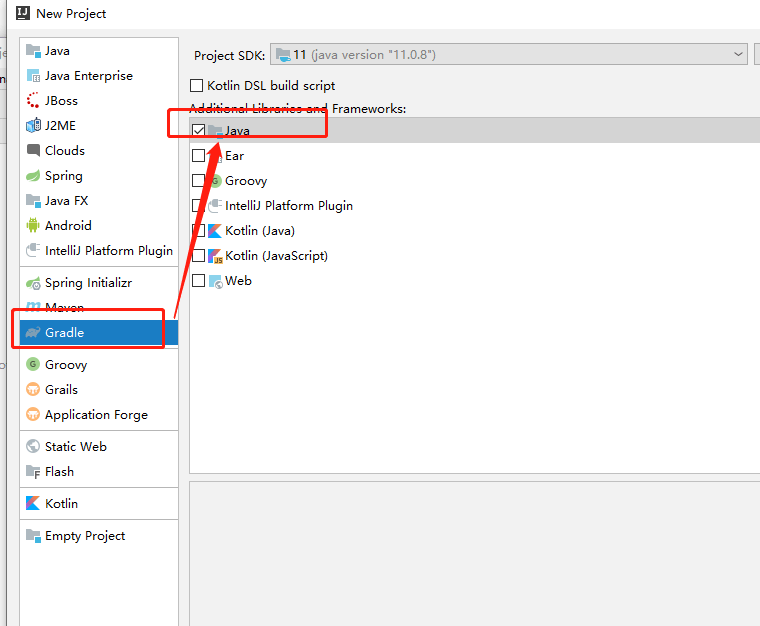 New Project
Java
Java Enterprise
JBoss
J2ME
Clouds
Spring
Java FX
Android
IntelliJ Platform Plugin
Spring Initializr
Maven
Gradle
Groovy
Grails
Application Forge
Static Web
Flash
Kotlin
Empty Project
Project SDK: 11 (java version "11.0.8")
Kotlin DSL build script
Additional Libraries and Frameworks:
Java
Ear
Groovy
IntelliJ Platform Plugin
Kotlin (Java)
Kotlin (JavaScript)
Web